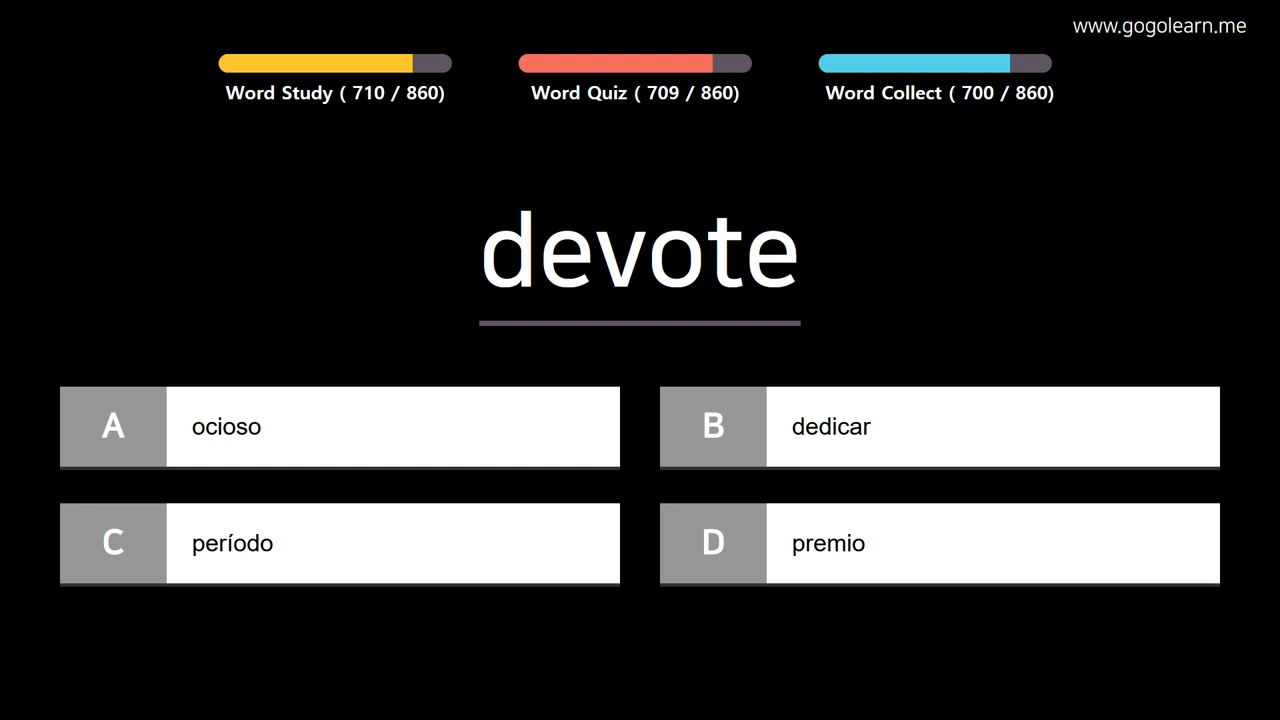 www.gogolearn.me
Word Study ( 710 / 860)
Word Quiz ( 709 / 860)
Word Collect ( 700 / 860)
devote
A ocioso
B dedicar
C período
D premio